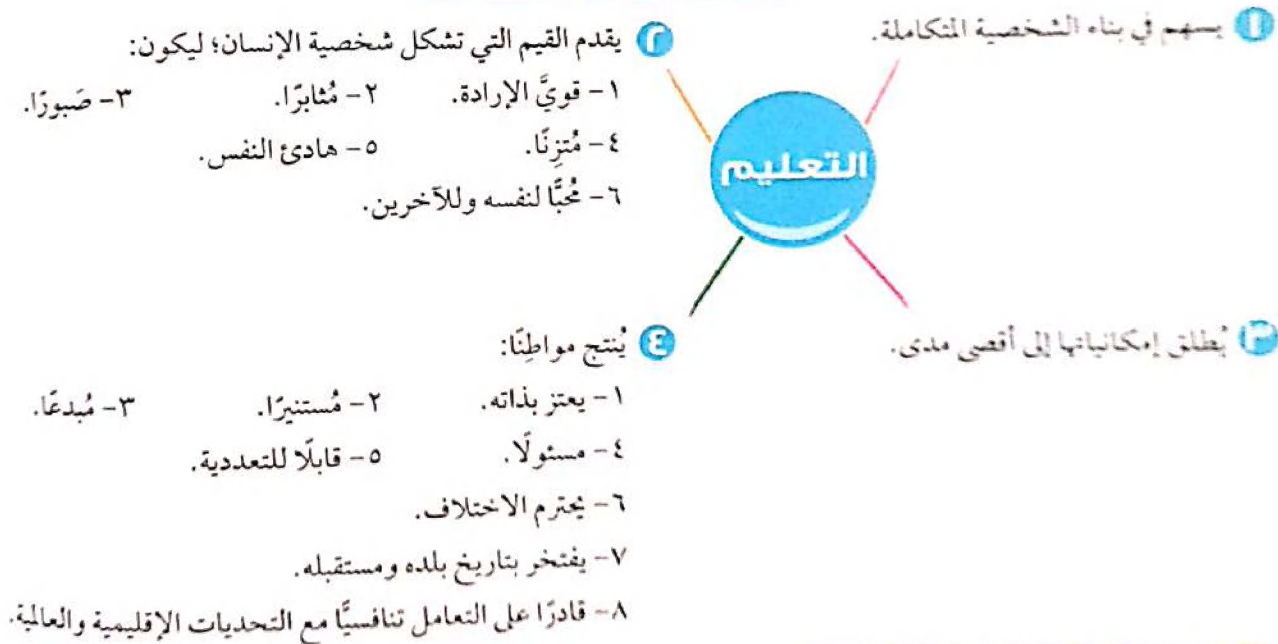 ١ يسهم في بناء الشخصية المتكاملة.
٢ يقدم القيم التي تشكل شخصية الإنسان؛ ليكون:
١- قويَّ الإرادة. ٢- مُثابرًا. ٣- صَبورًا.
٤- مُتزِنًا. ٥- هادئ النفس.
٦- مُحبًّا لنفسه وللآخرين.
التعليم
٣ يُطلق إمكانياتها إلى أقصى مدى.
٤ يُنتج مواطِنًا:
١- يعتز بذاته. ٢- مُستنيرًا. ٣- مُبدعًا.
٤- مسئولًا. ٥- قابلًا للتعددية.
٦- يحترم الاختلاف.
٧- يفتخر بتاريخ بلده ومستقبله.
٨- قادرًا على التعامل تنافسيًّا مع التحديات الإقليمية والعالمية.